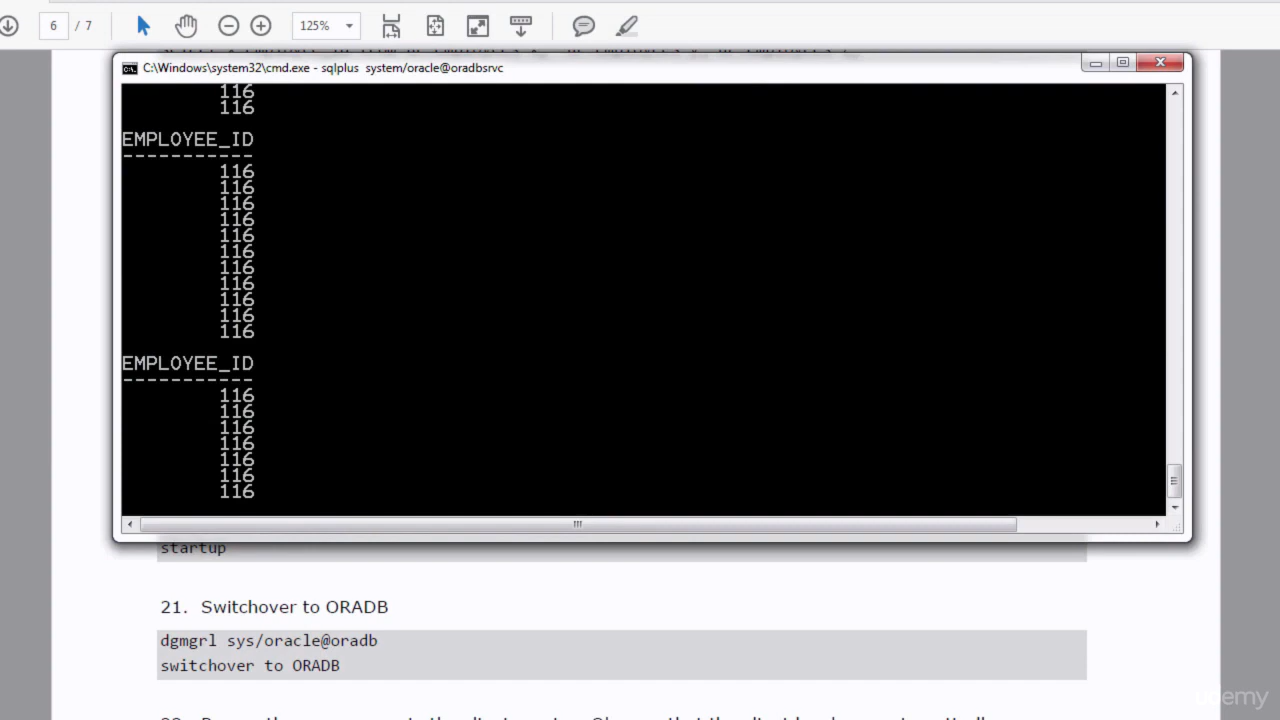 6 / 7
125%
C:\Windows\system32\cmd.exe - sqlplus system/oracle@oradbsrvc
116
116
EMPLOYEE_ID
-----------
116
116
116
116
116
116
116
116
116
116
116
EMPLOYEE_ID
-----------
116
116
116
116
116
116
116
startup
21. Switchover to ORADB
dgmgrl sys/oracle@oradb
switchover to ORADB
udemy